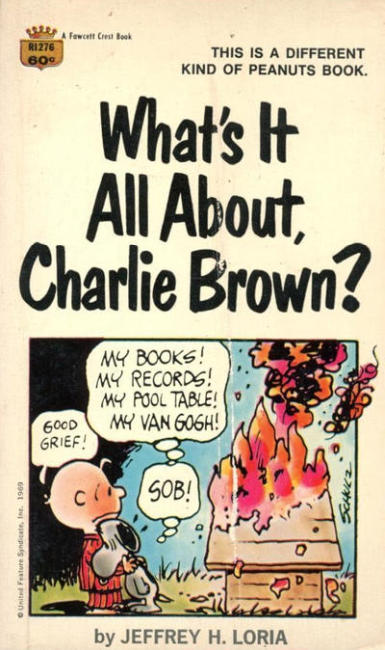 A Fawcett Crest Book
R1276
60¢
THIS IS A DIFFERENT
KIND OF PEANUTS BOOK.
What's It
All About,
Charlie Brown?
MY BOOKS!
MY RECORDS!
MY POOL TABLE!
MY VAN GOGH!
GOOD
GRIEF!
SOB!
SCHULZ
© United Feature Syndicate, Inc. 1969
by JEFFREY H. LORIA